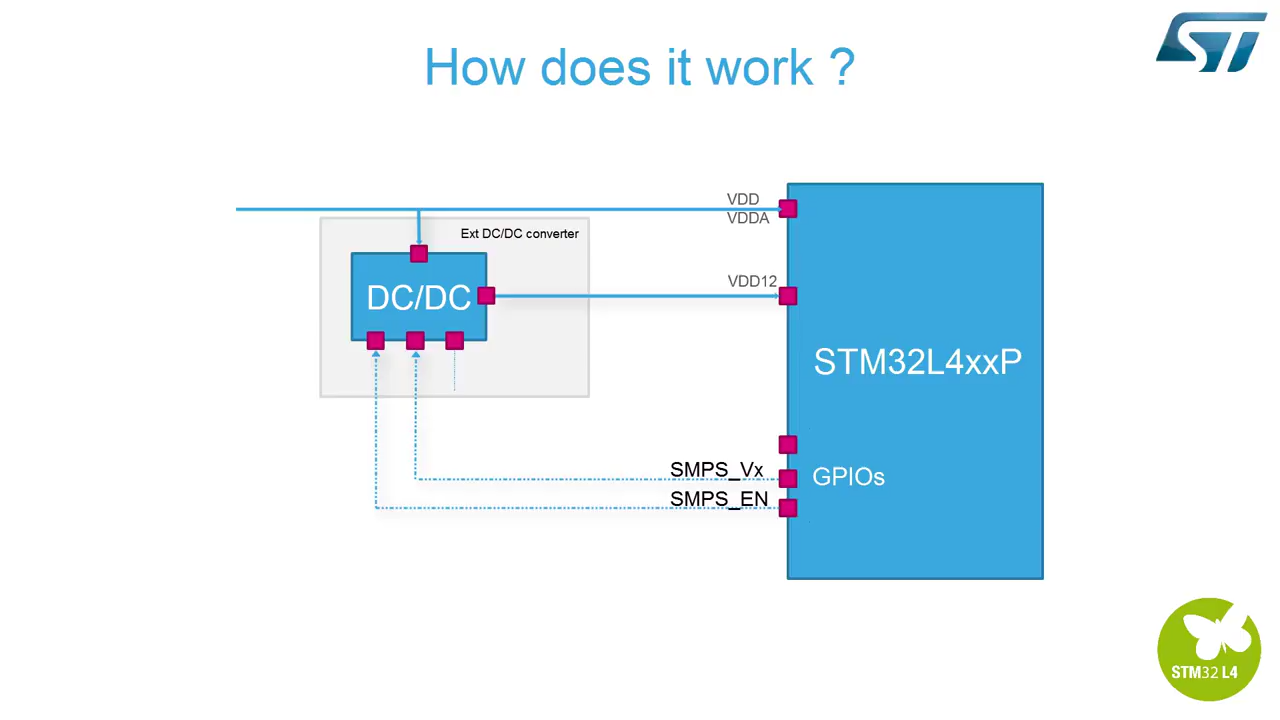 How does it work ?
ST
VDD
VDDA
Ext DC/DC converter
VDD12
DC/DC
STM32L4xxP
SMPS_Vx
GPIOs
SMPS_EN
STM32 L4